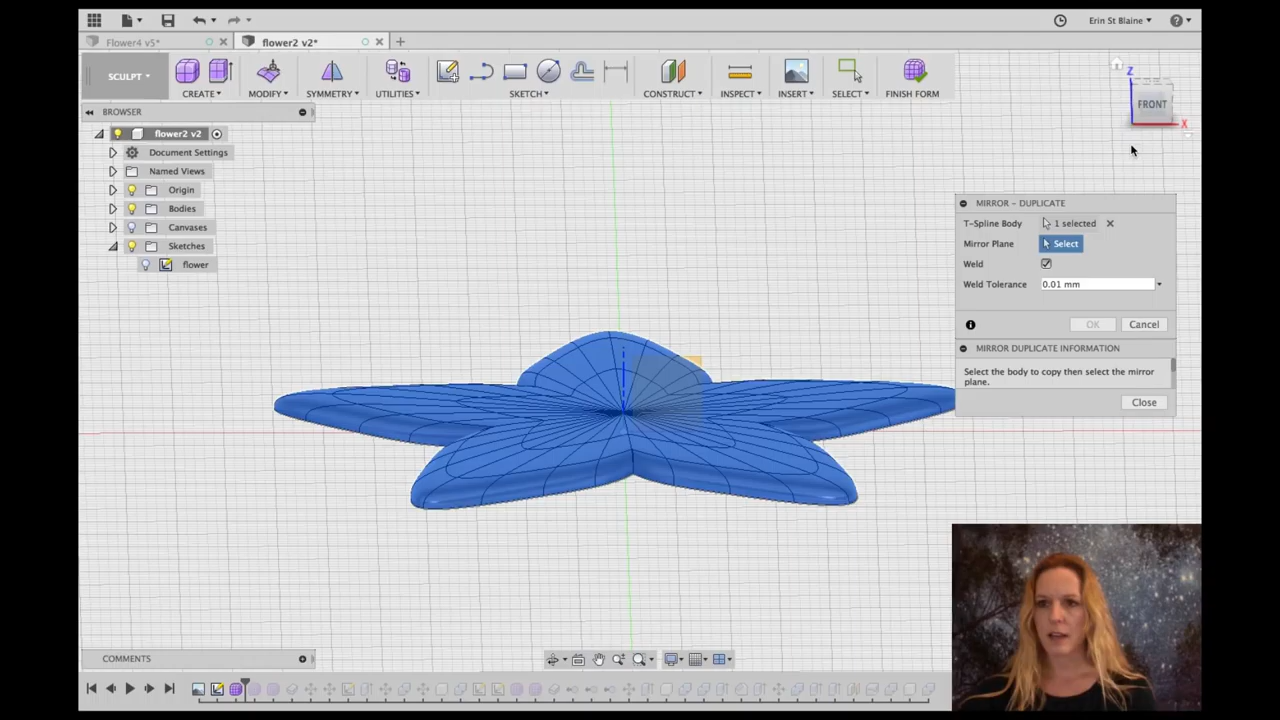 Erin St Blaine
Flower4 v5*
flower2 v2*
SCULPT
CREATE
MODIFY
SYMMETRY
UTILITIES
SKETCH
CONSTRUCT
INSPECT
INSERT
SELECT
FINISH FORM
Z
FRONT
X
BROWSER
flower2 v2
Document Settings
Named Views
Origin
Bodies
Canvases
Sketches
flower
MIRROR - DUPLICATE
T-Spline Body 1 selected
Mirror Plane Select
Weld
Weld Tolerance 0.01 mm
OK Cancel
MIRROR DUPLICATE INFORMATION
Select the body to copy then select the mirror
plane.
Close
COMMENTS